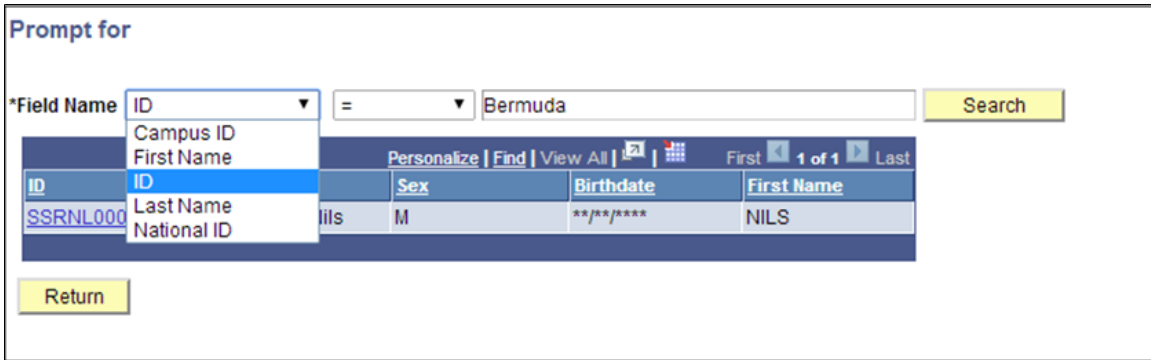 Prompt for
*Field Name ID = Bermuda Search
Campus ID
First Name
ID
Last Name
National ID
Personalize | Find | View All | | First 1 of 1 Last
ID Sex Birthdate First Name
SSRNL000 Nils M **/**/**** NILS
Return